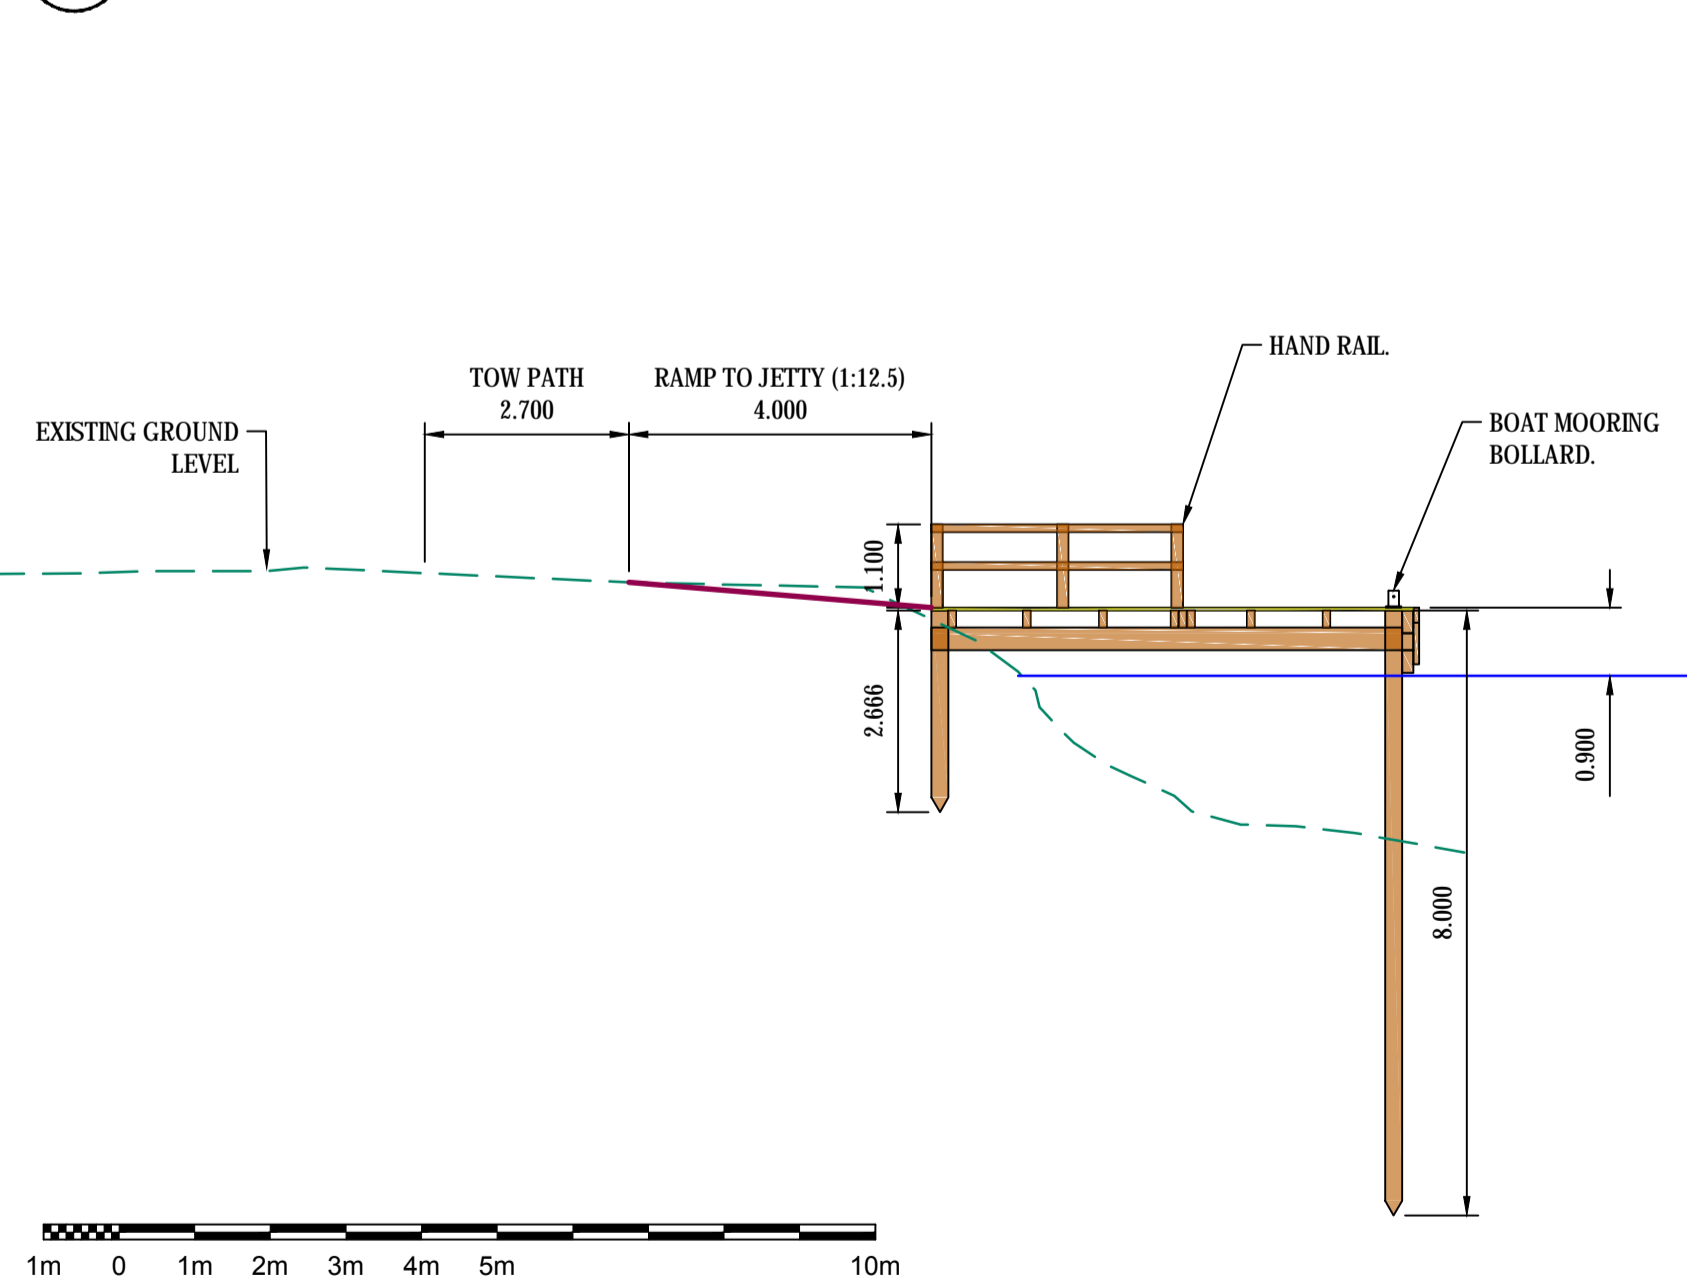 HAND RAIL.
TOW PATH
2.700
RAMP TO JETTY (1:12.5)
4.000
EXISTING GROUND
LEVEL
BOAT MOORING
BOLLARD.
1.100
2.666
0.900
8.000
1m 0 1m 2m 3m 4m 5m 10m